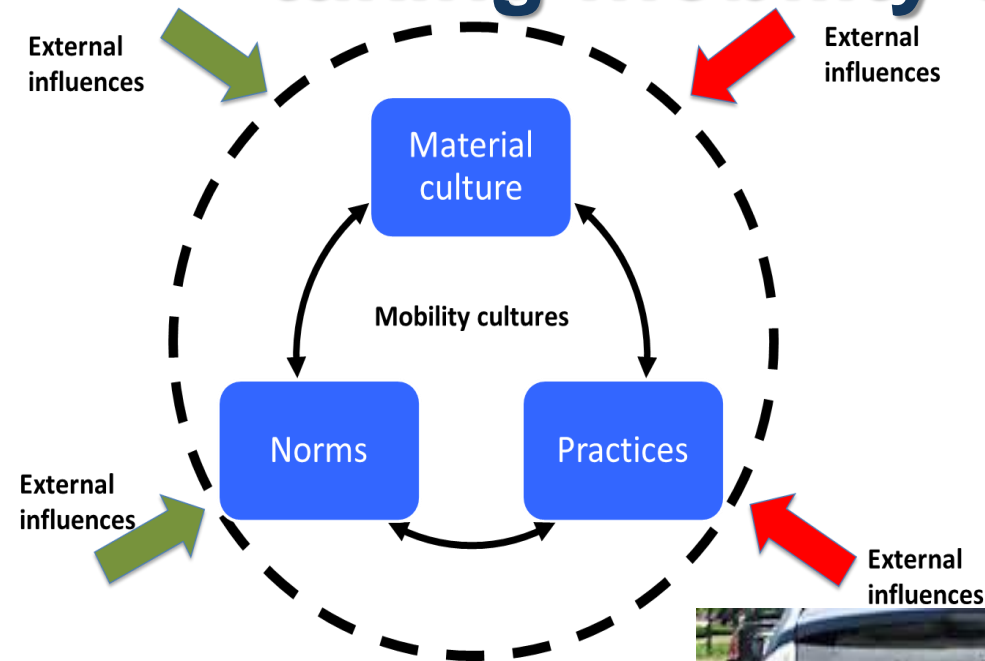 External
influences
External
influences
Material
culture
Mobility cultures
Norms
Practices
External
influences
External
influences